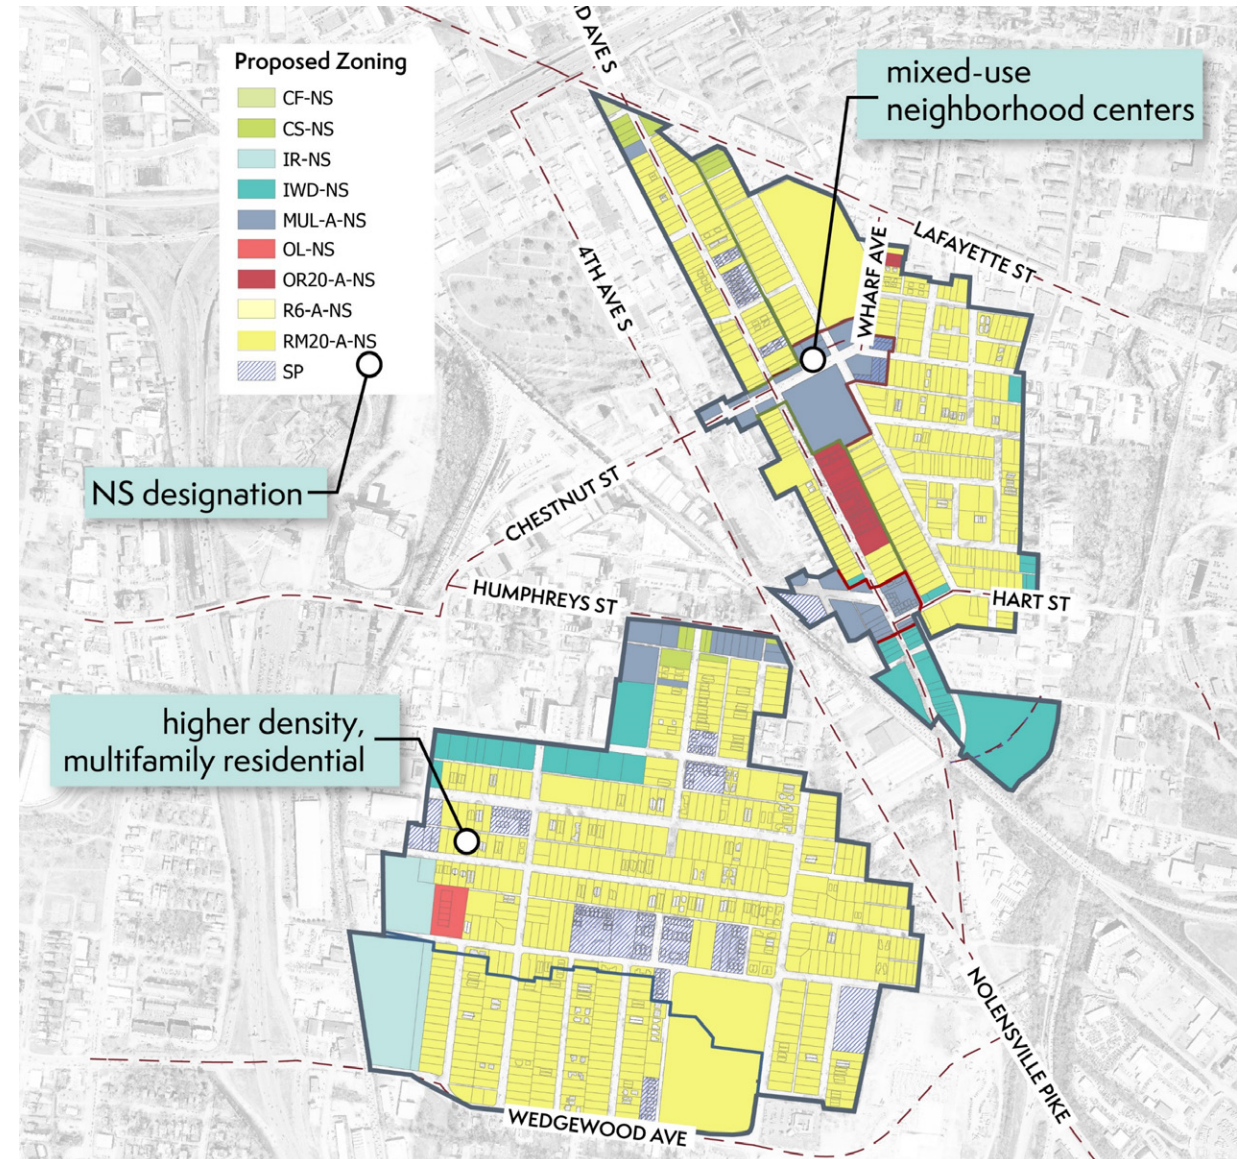 D AVE S
mixed-use
neighborhood centers
Proposed Zoning
CF-NS
CS-NS
IR-NS
IWD-NS
MUL-A-NS
OL-NS
OR20-A-NS
R6-A-NS
RM20-A-NS
SP
4TH AVE S
WHARF AVE
LAFAYETTE ST
NS designation
CHESTNUT ST
HUMPHREYS ST
HART ST
higher density,
multifamily residential
NOLENSVILLE PIKE
WEDGEWOOD AVE